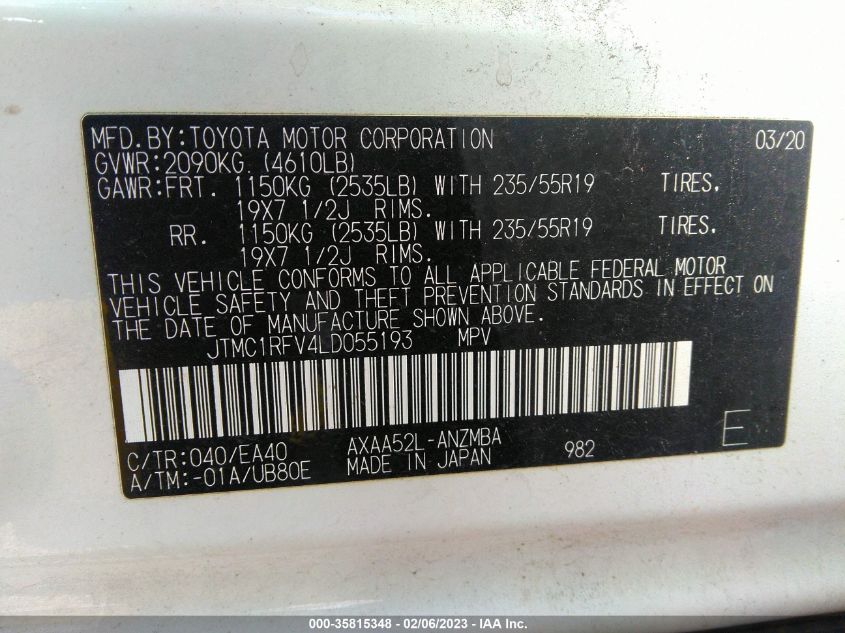 MFD.BY:TOYOTA MOTOR CORPORATION 03/20
GVWR:2090KG (4610LB)
GAWR:FRT. 1150KG (2535LB) WITH 235/55R19 TIRES.
19X7 1/2J RIMS.
RR. 1150KG (2535LB) WITH 235/55R19 TIRES.
19X7 1/2J RIMS.
THIS VEHICLE CONFORMS TO ALL APPLICABLE FEDERAL MOTOR
VEHICLE SAFETY AND THEFT PREVENTION STANDARDS IN EFFECT ON
THE DATE OF MANUFACTURE SHOWN ABOVE.
JTMC1RFV4LD055193 MPV
C/TR:040/EA40 AXAA52L-ANZMBA 982 E
A/TM:-01A/UB80E MADE IN JAPAN
000-35815348 - 02/06/2023 - IAA Inc.